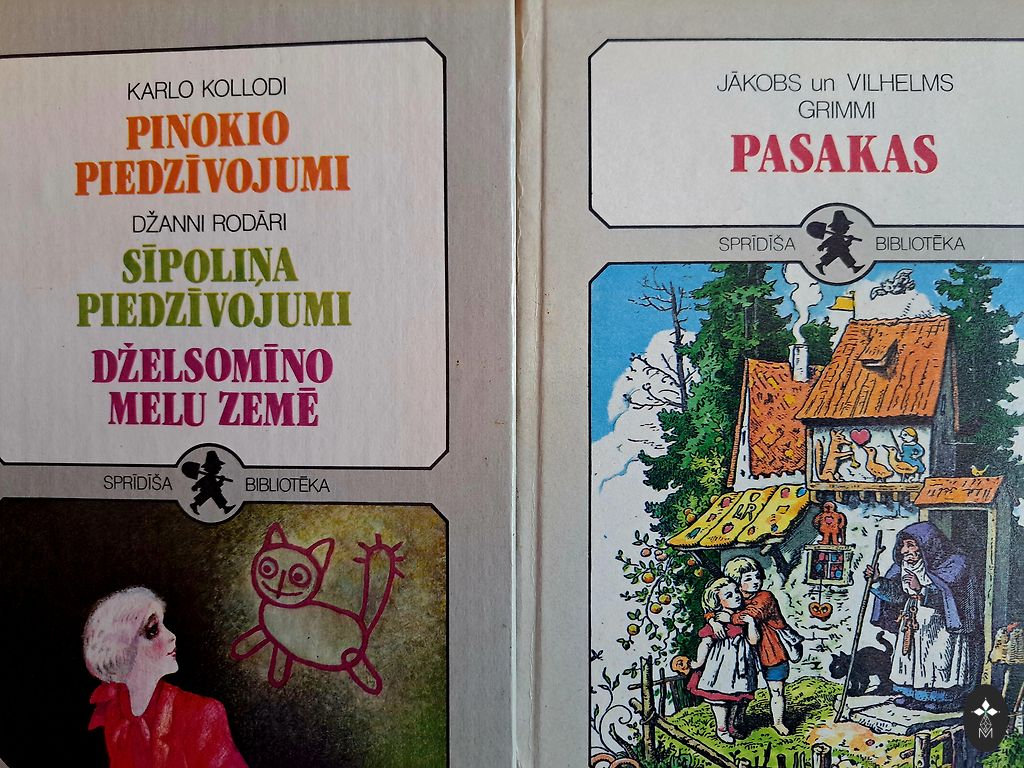 KARLO KOLLODI
PINOKIO
PIEDZĪVOJUMI
DŽANNI RODĀRI
SĪPOLIŅA
PIEDZĪVOJUMI
DŽELSOMĪNO
MELU ZEMĒ
SPRĪDĪŠA BIBLIOTĒKA
JĀKOBS un VILHELMS
GRIMMI
PASAKAS
SPRĪDĪŠA BIBLIOTĒKA
LR
M